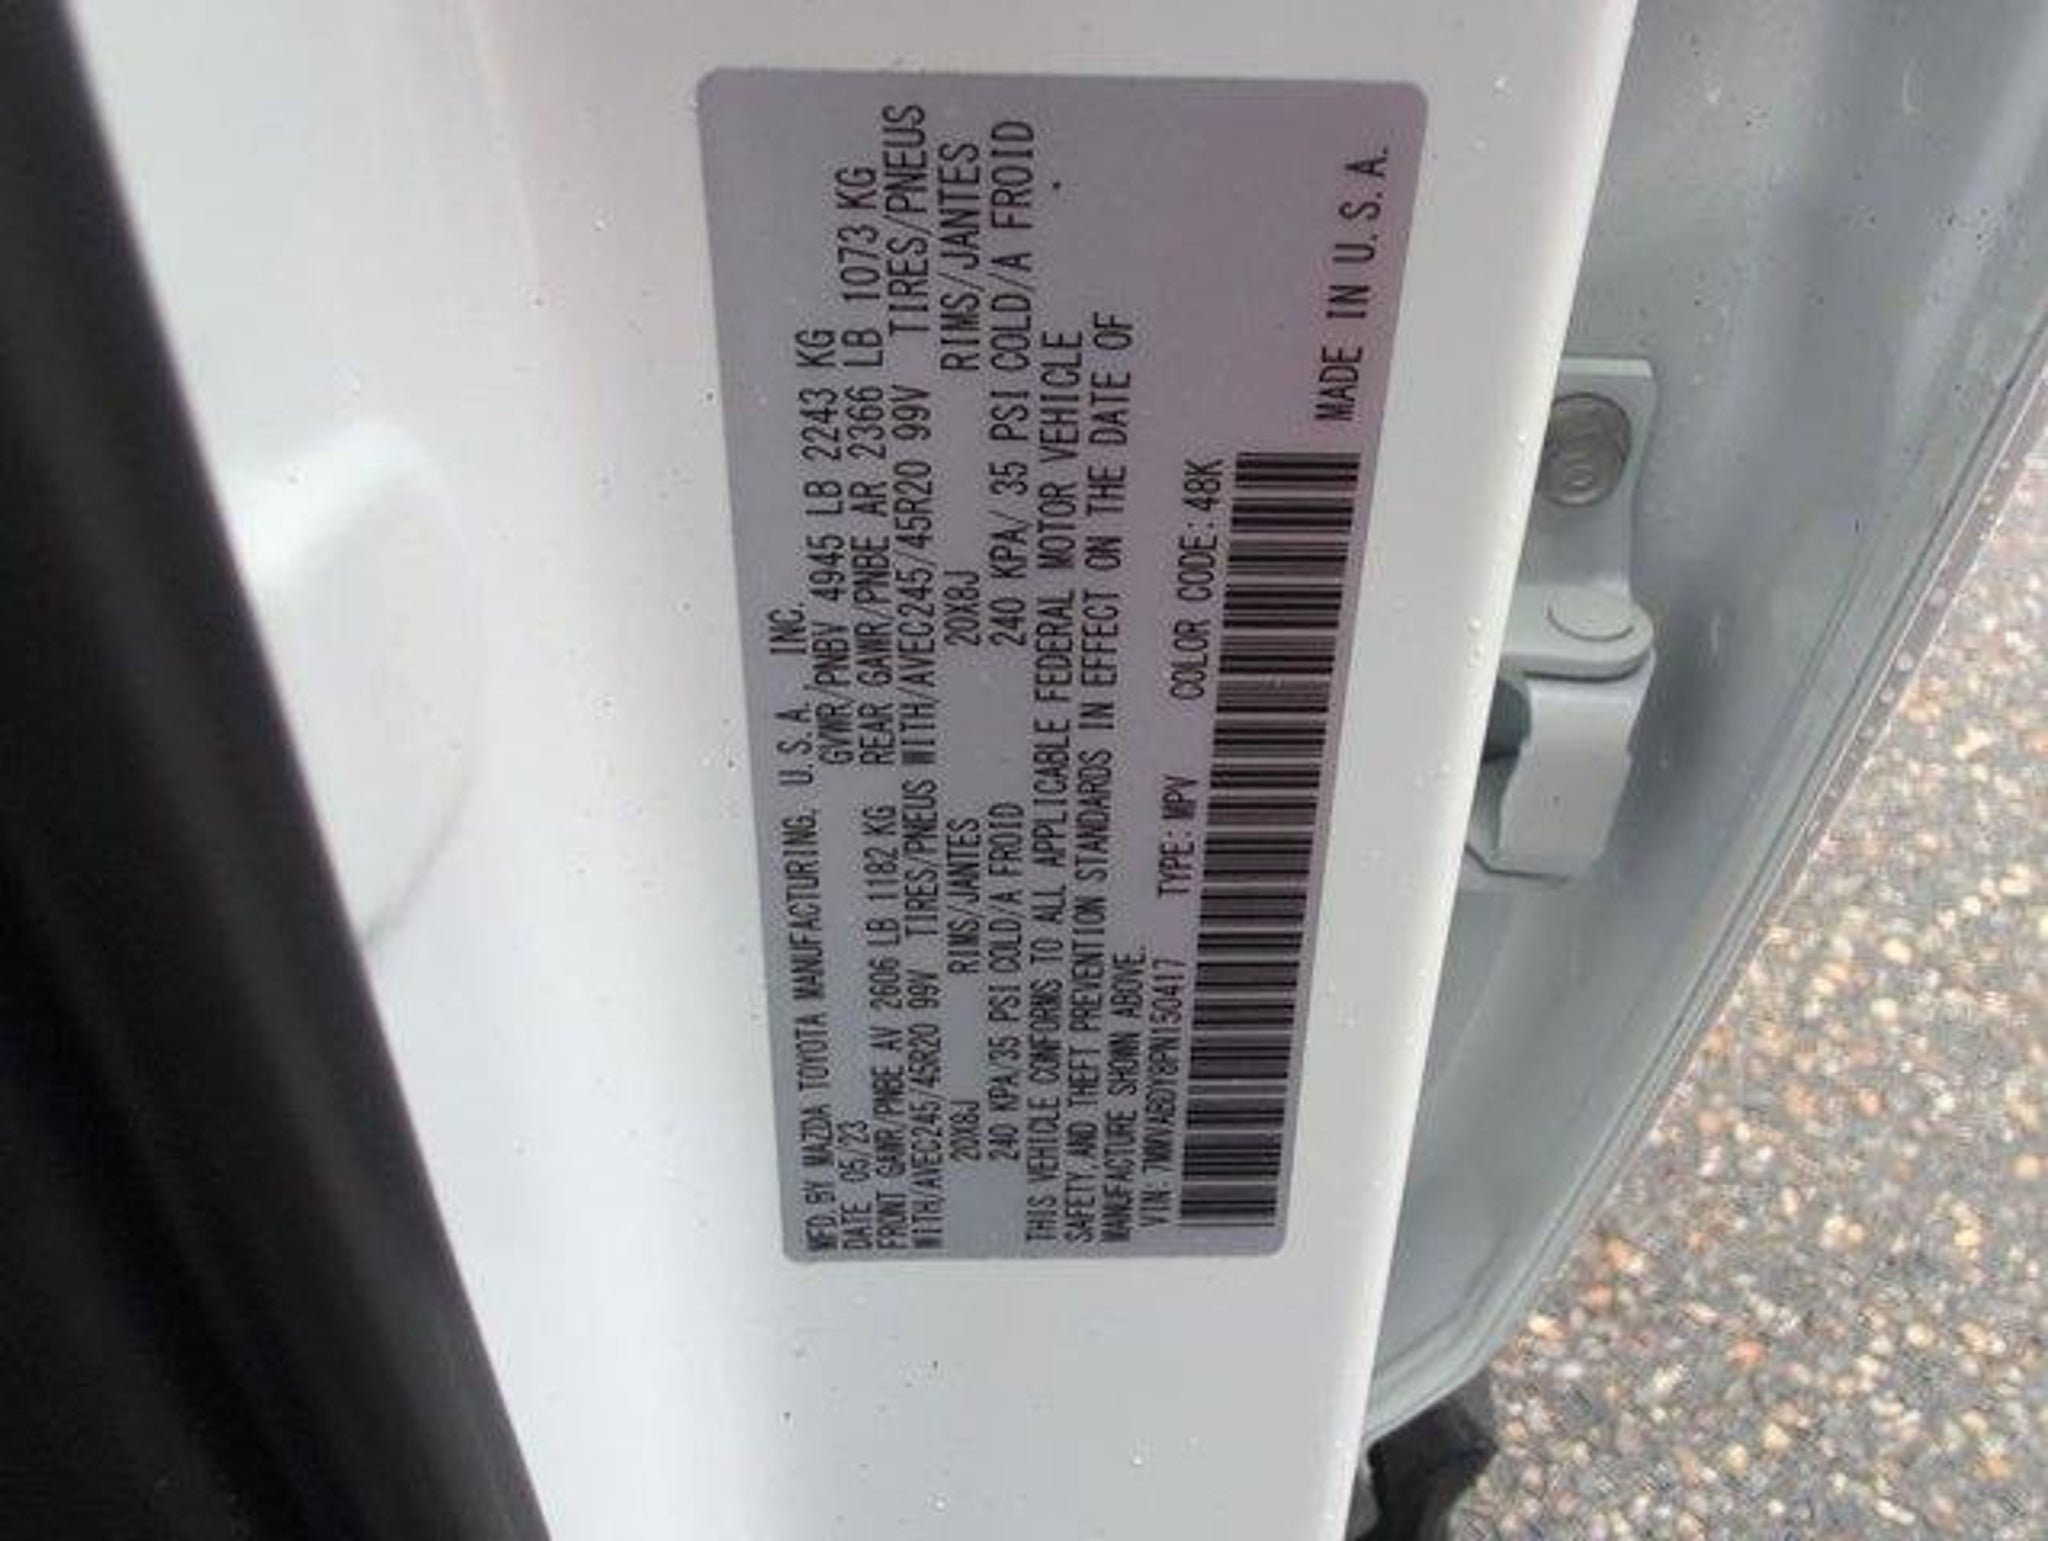 MFD. BY MAZDA TOYOTA MANUFACTURING, U.S.A. INC.
DATE 05/23 GVWR/PNBV 4945 LB 2243 KG
FRONT GAWR/PNBE AV 2606 LB 1182 KG REAR GAWR/PNBE AR 2366 LB 1073 KG
WITH/AVEC245/45R20 99V TIRES/PNEUS WITH/AVEC245/45R20 99V TIRES/PNEUS
20X8J RIMS/JANTES 20X8J RIMS/JANTES
240 KPA/35 PSI COLD/A FROID 240 KPA/ 35 PSI COLD/A FROID
THIS VEHICLE CONFORMS TO ALL APPLICABLE FEDERAL MOTOR VEHICLE
SAFETY, AND THEFT PREVENTION STANDARDS IN EFFECT ON THE DATE OF
MANUFACTURE SHOWN ABOVE.
VIN: 7MMVABDY8PN150417 TYPE: MPV COLOR CODE: 48K
MADE IN U.S.A.